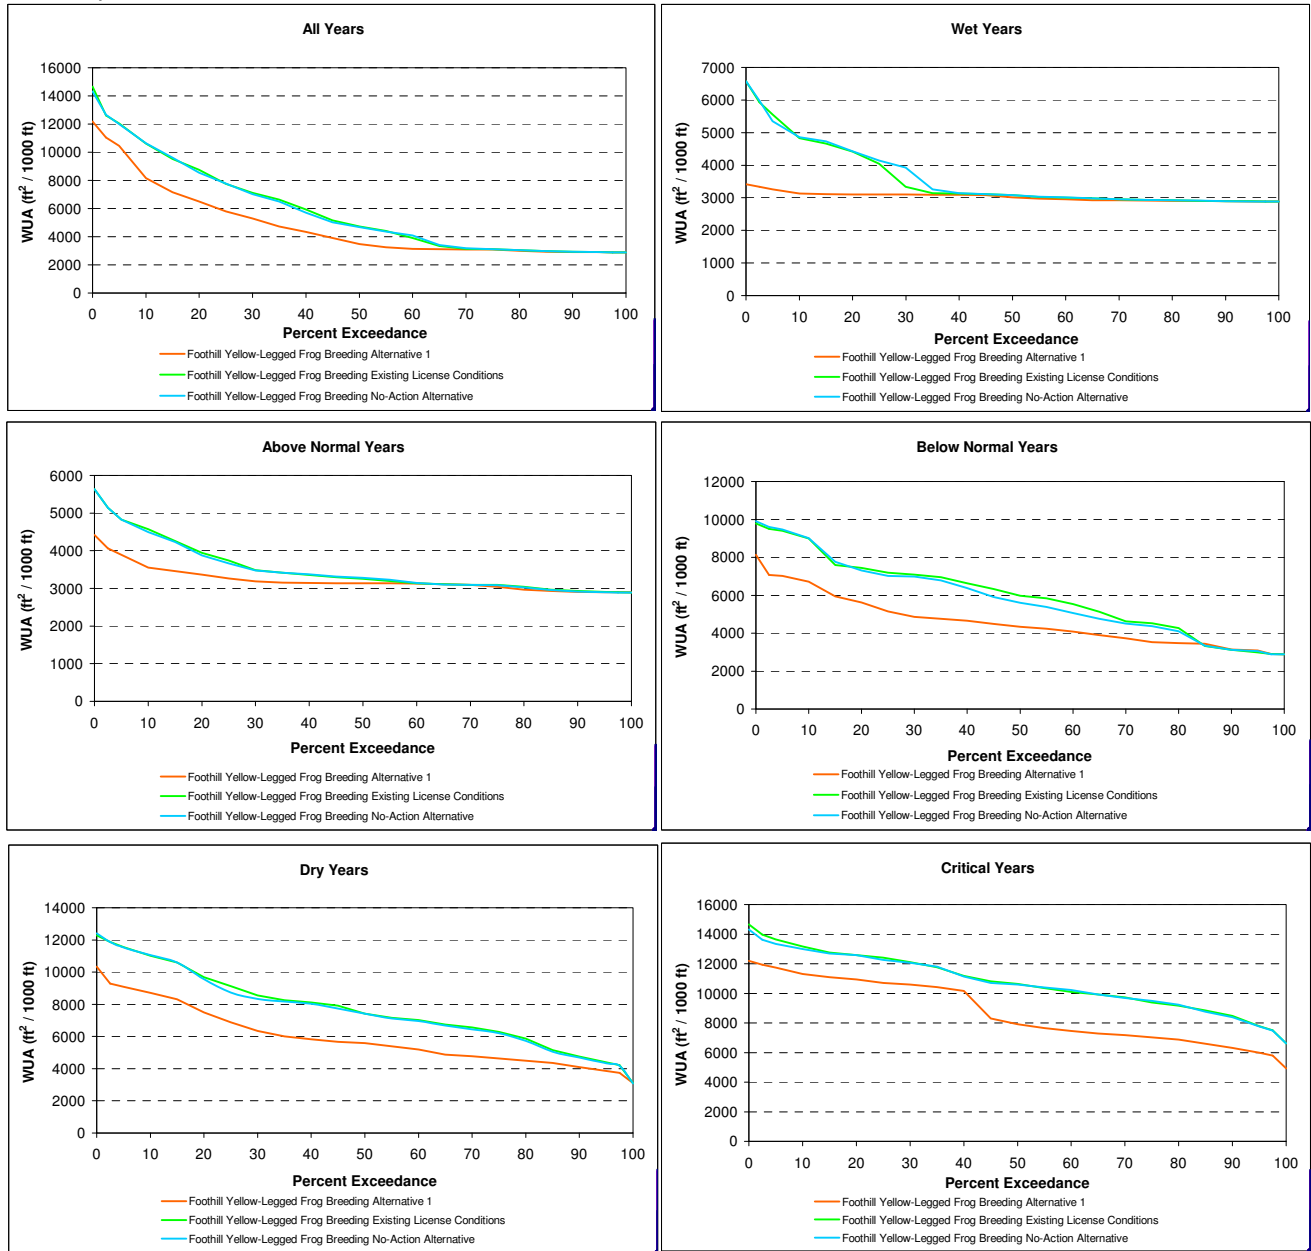 All Years
WUA (ft² / 1000 ft)
16000
14000
12000
10000
8000
6000
4000
2000
0
0 10 20 30 40 50 60 70 80 90 100
Percent Exceedance
Foothill Yellow-Legged Frog Breeding Alternative 1
Foothill Yellow-Legged Frog Breeding Existing License Conditions
Foothill Yellow-Legged Frog Breeding No-Action Alternative
Wet Years
WUA (ft² / 1000 ft)
7000
6000
5000
4000
3000
2000
1000
0
0 10 20 30 40 50 60 70 80 90 100
Percent Exceedance
Foothill Yellow-Legged Frog Breeding Alternative 1
Foothill Yellow-Legged Frog Breeding Existing License Conditions
Foothill Yellow-Legged Frog Breeding No-Action Alternative
Above Normal Years
WUA (ft² / 1000 ft)
6000
5000
4000
3000
2000
1000
0
0 10 20 30 40 50 60 70 80 90 100
Percent Exceedance
Foothill Yellow-Legged Frog Breeding Alternative 1
Foothill Yellow-Legged Frog Breeding Existing License Conditions
Foothill Yellow-Legged Frog Breeding No-Action Alternative
Below Normal Years
WUA (ft² / 1000 ft)
12000
10000
8000
6000
4000
2000
0
0 10 20 30 40 50 60 70 80 90 100
Percent Exceedance
Foothill Yellow-Legged Frog Breeding Alternative 1
Foothill Yellow-Legged Frog Breeding Existing License Conditions
Foothill Yellow-Legged Frog Breeding No-Action Alternative
Dry Years
WUA (ft² / 1000 ft)
14000
12000
10000
8000
6000
4000
2000
0
0 10 20 30 40 50 60 70 80 90 100
Percent Exceedance
Foothill Yellow-Legged Frog Breeding Alternative 1
Foothill Yellow-Legged Frog Breeding Existing License Conditions
Foothill Yellow-Legged Frog Breeding No-Action Alternative
Critical Years
WUA (ft² / 1000 ft)
16000
14000
12000
10000
8000
6000
4000
2000
0
0 10 20 30 40 50 60 70 80 90 100
Percent Exceedance
Foothill Yellow-Legged Frog Breeding Alternative 1
Foothill Yellow-Legged Frog Breeding Existing License Conditions
Foothill Yellow-Legged Frog Breeding No-Action Alternative